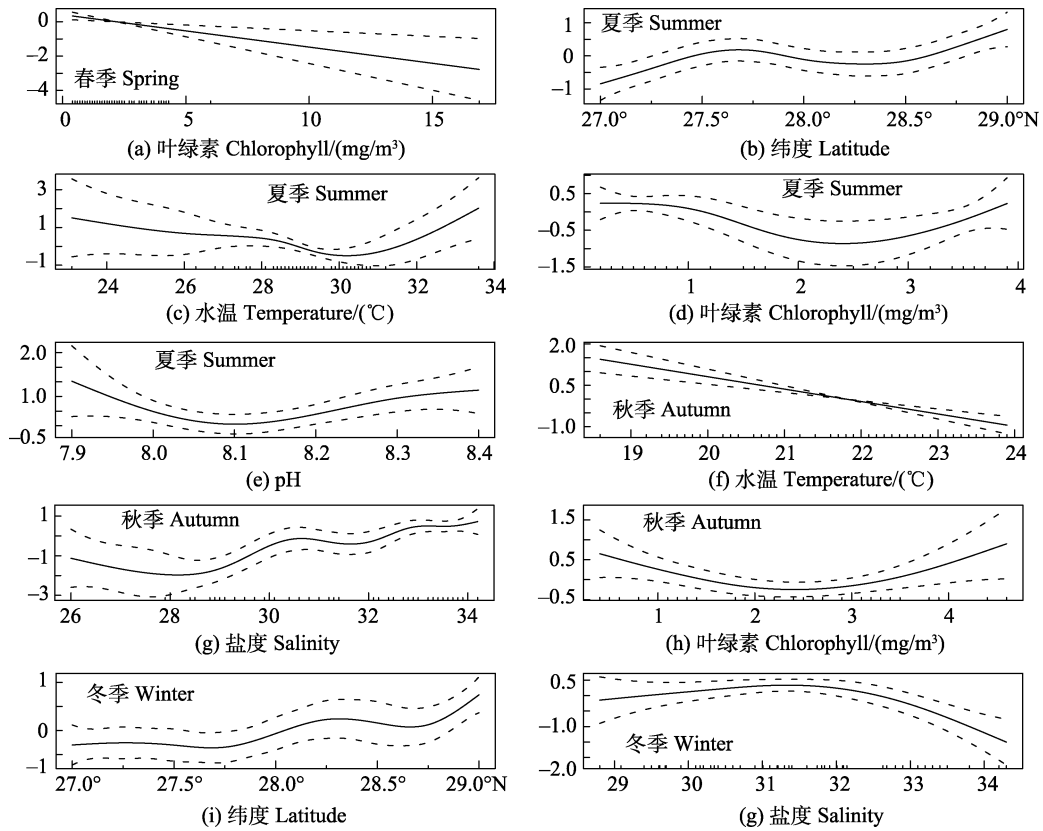 0
−2
−4
春季 Spring
0 5 10 15
(a) 叶绿素 Chlorophyll/(mg/m³)
1
0
−1
夏季 Summer
27.0° 27.5° 28.0° 28.5° 29.0°N
(b) 纬度 Latitude
3
1
−1
夏季 Summer
24 26 28 30 32 34
(c) 水温 Temperature/(℃)
0.5
−0.5
−1.5
夏季 Summer
1 2 3 4
(d) 叶绿素 Chlorophyll/(mg/m³)
2.0
1.0
−0.5
夏季 Summer
7.9 8.0 8.1 8.2 8.3 8.4
(e) pH
2.0
0.5
−1.0
秋季 Autumn
19 20 21 22 23 24
(f) 水温 Temperature/(℃)
1
−1
−3
秋季 Autumn
26 28 30 32 34
(g) 盐度 Salinity
1.5
0.5
−0.5
秋季 Autumn
1 2 3 4
(h) 叶绿素 Chlorophyll/(mg/m³)
1
0
−1
冬季 Winter
27.0° 27.5° 28.0° 28.5° 29.0°N
(i) 纬度 Latitude
0.5
−1.0
−2.0
冬季 Winter
29 30 31 32 33 34
(g) 盐度 Salinity